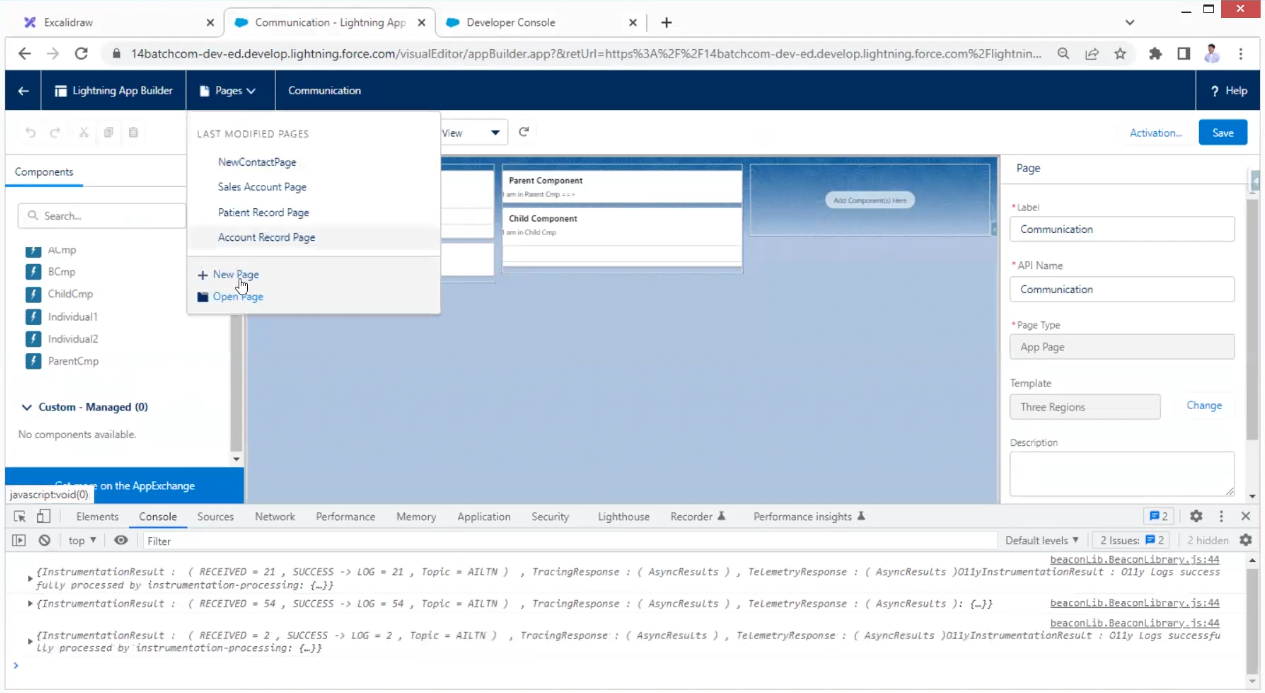 Excalidraw
Communication - Lightning App
Developer Console
14batchcom-dev-ed.develop.lightning.force.com/visualEditor/appBuilder.app?&retUrl=https%3A%2F%2F14batchcom-dev-ed.develop.lightning.force.com%2Flightnin...
Lightning App Builder
Pages
Communication
? Help
LAST MODIFIED PAGES
NewContactPage
Sales Account Page
Patient Record Page
Account Record Page
+ New Page
Open Page
View
Activation...
Save
Components
Search...
ACmp
BCmp
ChildCmp
Individual1
Individual2
ParentCmp
Custom - Managed (0)
No components available.
Get more on the AppExchange
javascript:void(0)
Parent Component
I am in Parent Cmp ==>
Child Component
I am in Child Cmp
Add Component(s) Here
Page
*Label
Communication
*API Name
Communication
*Page Type
App Page
Template
Three Regions
Change
Description
Elements Console Sources Network Performance Memory Application Security Lighthouse Recorder Performance insights 2
top Filter Default levels 2 Issues: 2 2 hidden
beaconLib.BeaconLibrary.js:44
{InstrumentationResult : ( RECEIVED = 21 , SUCCESS -> LOG = 21 , Topic = AILTN ) , TracingResponse : ( AsyncResults ) , TelemetryResponse : ( AsyncResults )O11yInstrumentationResult : O11y Logs success
fully processed by instrumentation-processing: {…}}
{InstrumentationResult : ( RECEIVED = 54 , SUCCESS -> LOG = 54 , Topic = AILTN ) , TracingResponse : ( AsyncResults ) , TelemetryResponse : ( AsyncResults ): {…}} beaconLib.BeaconLibrary.js:44
beaconLib.BeaconLibrary.js:44
{InstrumentationResult : ( RECEIVED = 2 , SUCCESS -> LOG = 2 , Topic = AILTN ) , TracingResponse : ( AsyncResults ) , TelemetryResponse : ( AsyncResults )O11yInstrumentationResult : O11y Logs successfu
lly processed by instrumentation-processing: {…}}